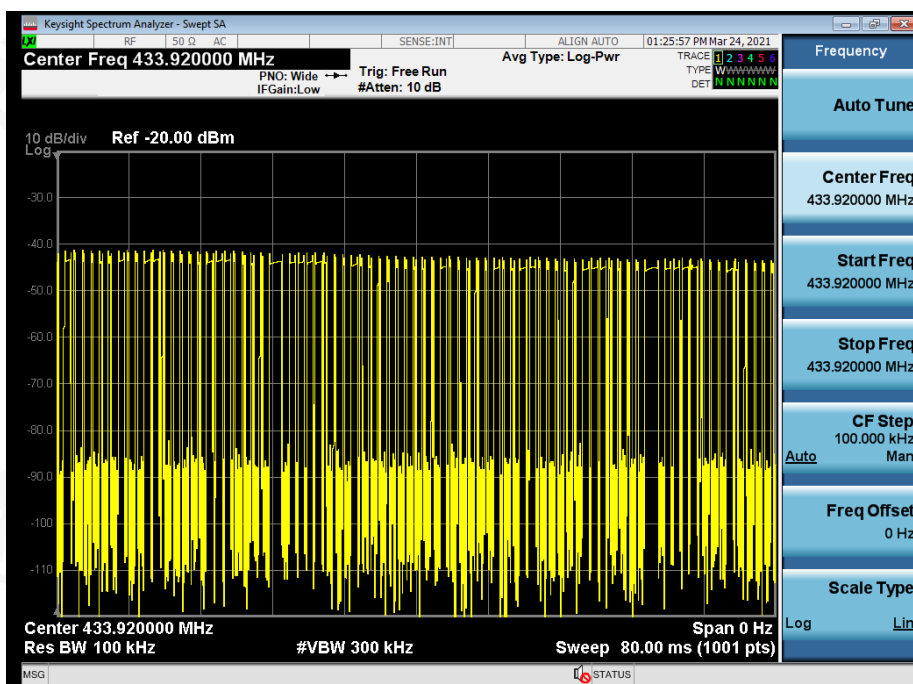 Keysight Spectrum Analyzer - Swept SA
LXI RF 50 Ω AC SENSE:INT ALIGN AUTO 01:25:57 PM Mar 24, 2021
Center Freq 433.920000 MHz
PNO: Wide
IFGain:Low
Trig: Free Run
#Atten: 10 dB
Avg Type: Log-Pwr
TRACE 1 2 3 4 5 6
TYPE WWWWWW
DET N N N N N N
10 dB/div Ref -20.00 dBm
Log
-30.0
-40.0
-50.0
-60.0
-70.0
-80.0
-90.0
-100
-110
Center 433.920000 MHz Span 0 Hz
Res BW 100 kHz #VBW 300 kHz Sweep 80.00 ms (1001 pts)
MSG STATUS
Frequency
Auto Tune
Center Freq
433.920000 MHz
Start Freq
433.920000 MHz
Stop Freq
433.920000 MHz
CF Step
100.000 kHz
Auto Man
Freq Offset
0 Hz
Scale Type
Log Lin